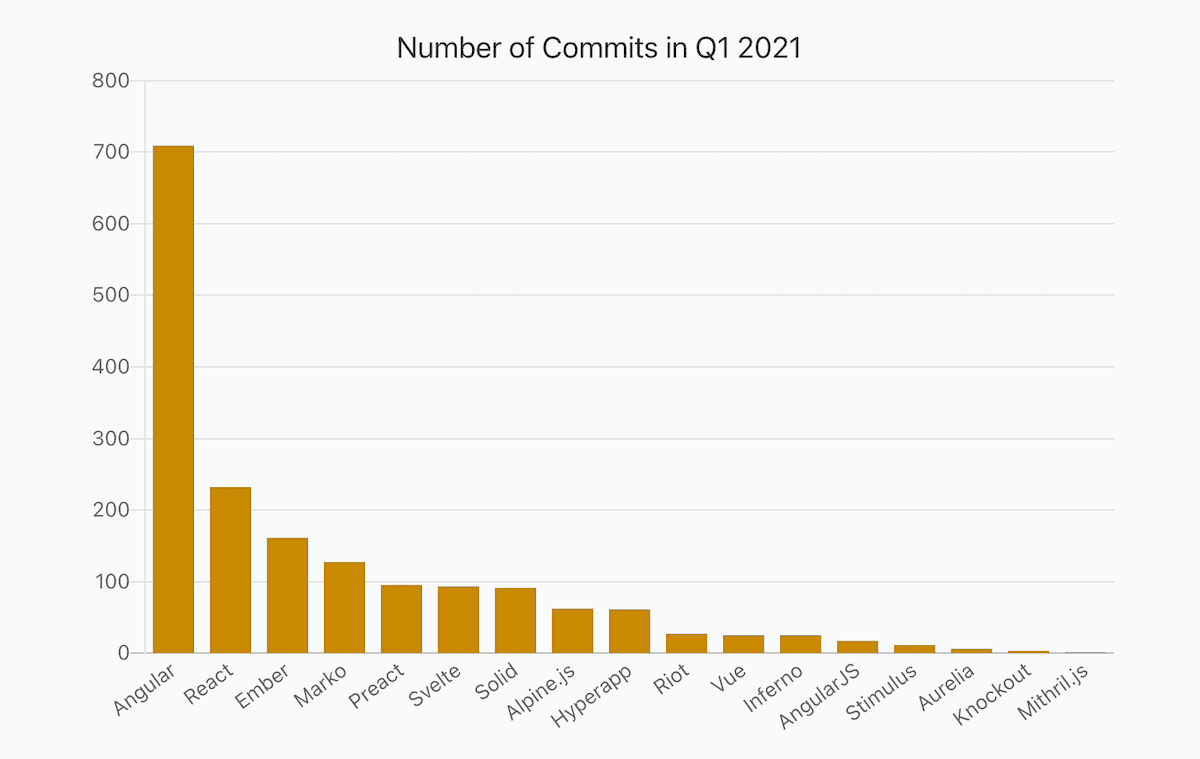 Number of Commits in Q1 2021
800
700
600
500
400
300
200
100
0
Angular
React
Ember
Marko
Preact
Svelte
Solid
Alpine.js
Hyperapp
Riot
Vue
Inferno
AngularJS
Stimulus
Aurelia
Knockout
Mithril.js